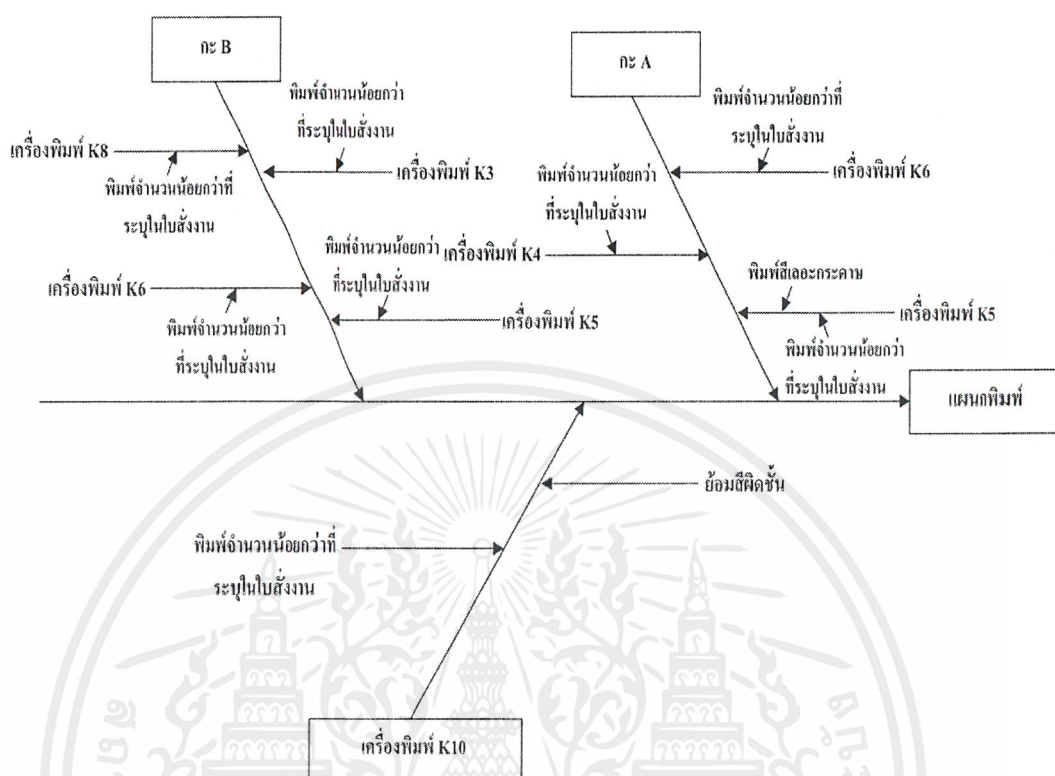 กะ B
กะ A
พิมพ์จำนวนน้อยกว่า
ที่ระบุในใบสั่งงาน
พิมพ์จำนวนน้อยกว่าที่
ระบุในใบสั่งงาน
เครื่องพิมพ์ K8
เครื่องพิมพ์ K3
พิมพ์จำนวนน้อยกว่าที่
ระบุในใบสั่งงาน
พิมพ์จำนวนน้อยกว่า
ที่ระบุในใบสั่งงาน
เครื่องพิมพ์ K6
เครื่องพิมพ์ K4
พิมพ์จำนวนน้อยกว่า
ที่ระบุในใบสั่งงาน
เครื่องพิมพ์ K6
พิมพ์จำนวนน้อยกว่า
ที่ระบุในใบสั่งงาน
เครื่องพิมพ์ K5
พิมพ์สีเลอะกระดาษ
เครื่องพิมพ์ K5
พิมพ์จำนวนน้อยกว่า
ที่ระบุในใบสั่งงาน
แผนกพิมพ์
ย้อมสีผิดชั้น
พิมพ์จำนวนน้อยกว่าที่
ระบุในใบสั่งงาน
เครื่องพิมพ์ K10